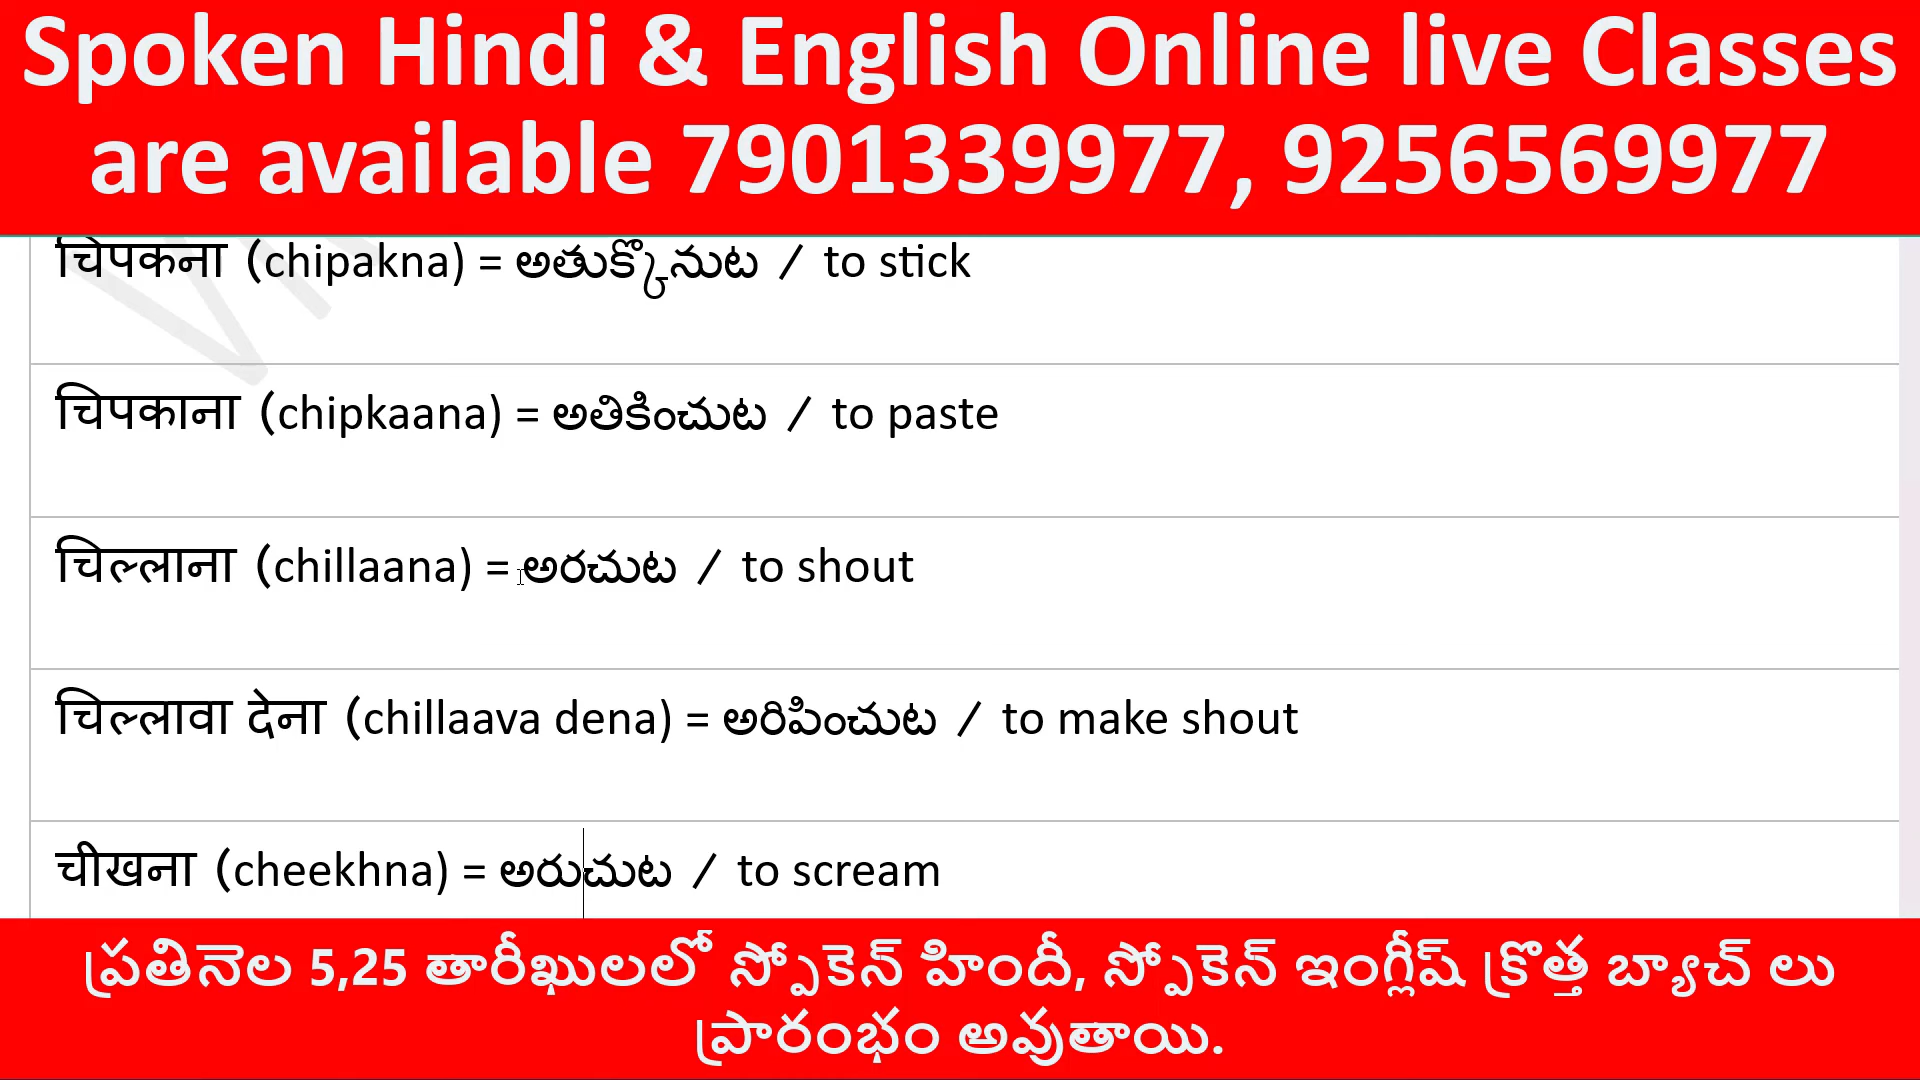 Spoken Hindi & English Online live Classes
are available 7901339977, 9256569977
चिपकना (chipakna) = అతుక్కొనుట / to stick
चिपकाना (chipkaana) = అతికించుట / to paste
चिल्लाना (chillaana) = అరచుట / to shout
चिल्लावा देना (chillaava dena) = అరిపించుట / to make shout
चीखना (cheekhna) = అరుచుట / to scream
ప్రతినెల 5,25 తారీఖులలో స్పోకెన్ హిందీ, స్పోకెన్ ఇంగ్లీష్ క్రొత్త బ్యాచ్ లు
ప్రారంభం అవుతాయి.